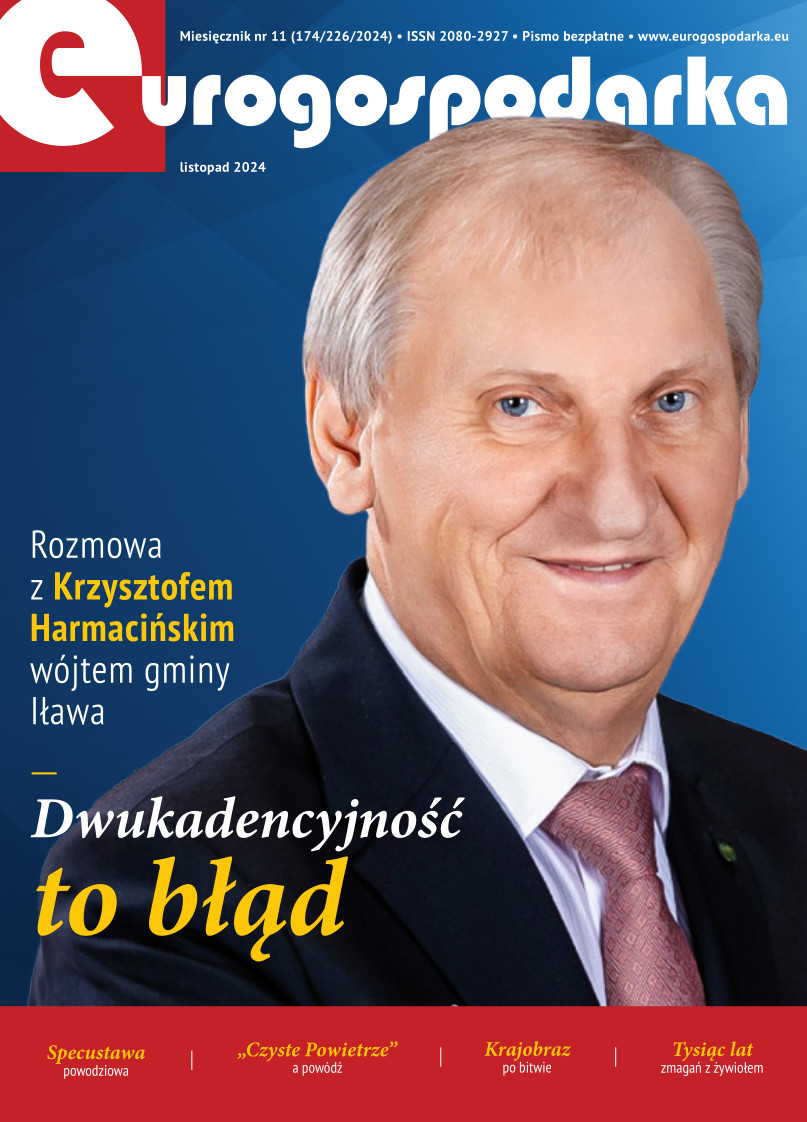 Miesięcznik nr 11 (174/226/2024) • ISSN 2080-2927 • Pismo bezpłatne • www.eurogospodarka.eu
eurogospodarka
listopad 2024
Rozmowa
z Krzysztofem
Harmacińskim
wójtem gminy
Iława
Dwukadencyjność
to błąd
Specustawa
powodziowa
„Czyste Powietrze”
a powódź
Krajobraz
po bitwie
Tysiąc lat
zmagań z żywiołem